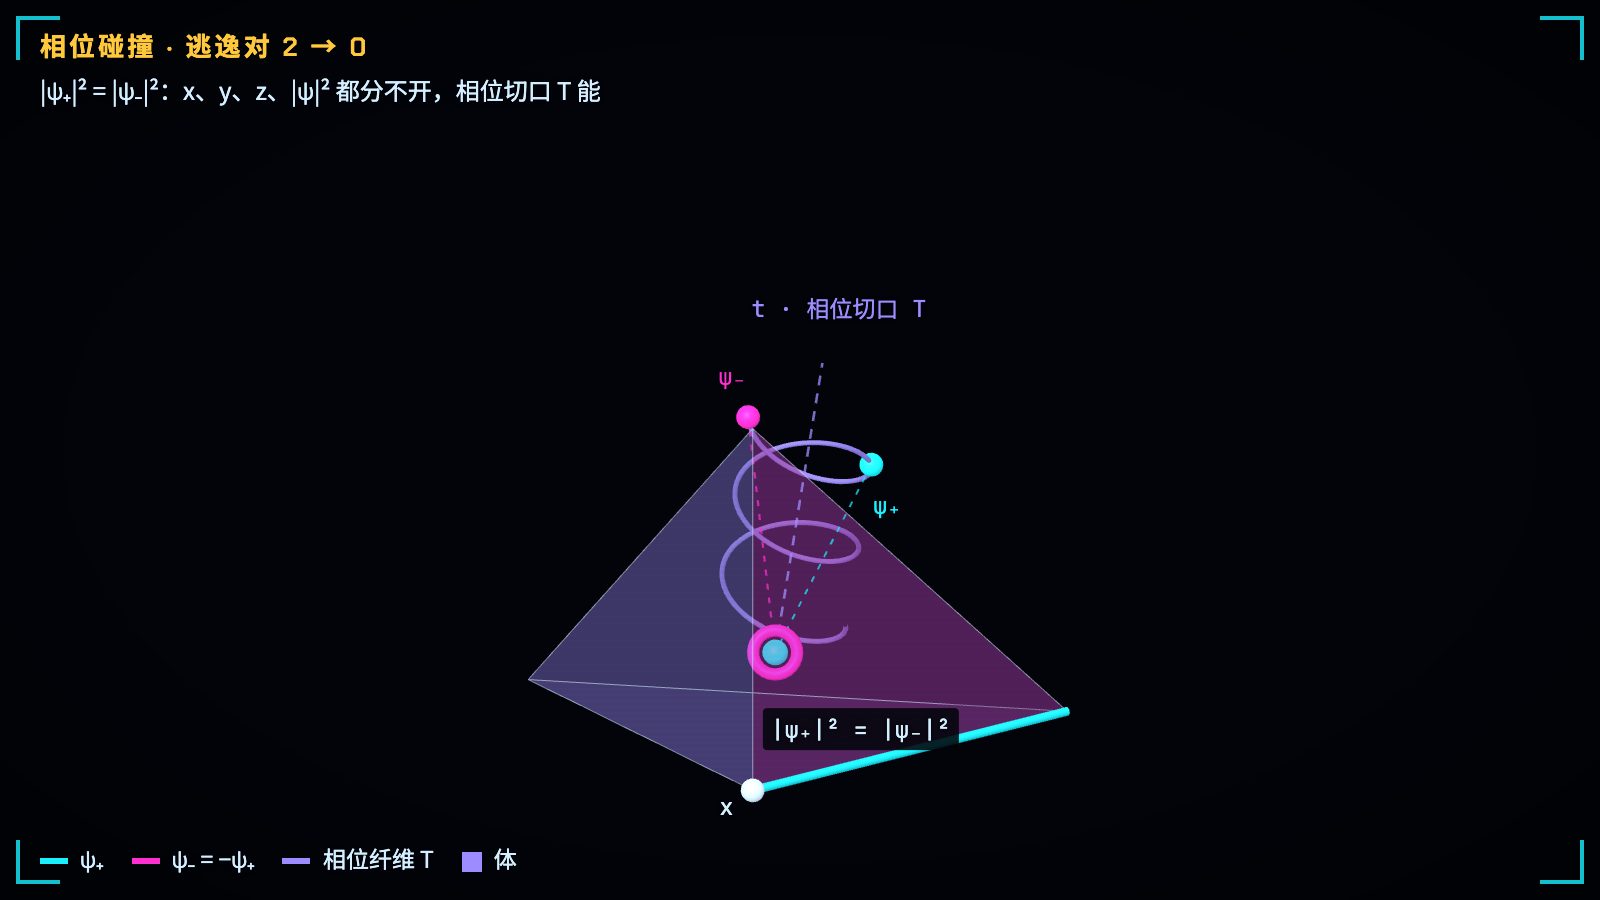 相位碰撞 · 逃逸对 2 → 0
|ψ₊|² = |ψ₋|²：x、y、z、|ψ|² 都分不开，相位切口 T 能
t · 相位切口 T
ψ₋
ψ₊
|ψ₊|² = |ψ₋|²
x
ψ₊ ψ₋ = −ψ₊ 相位纤维 T 体